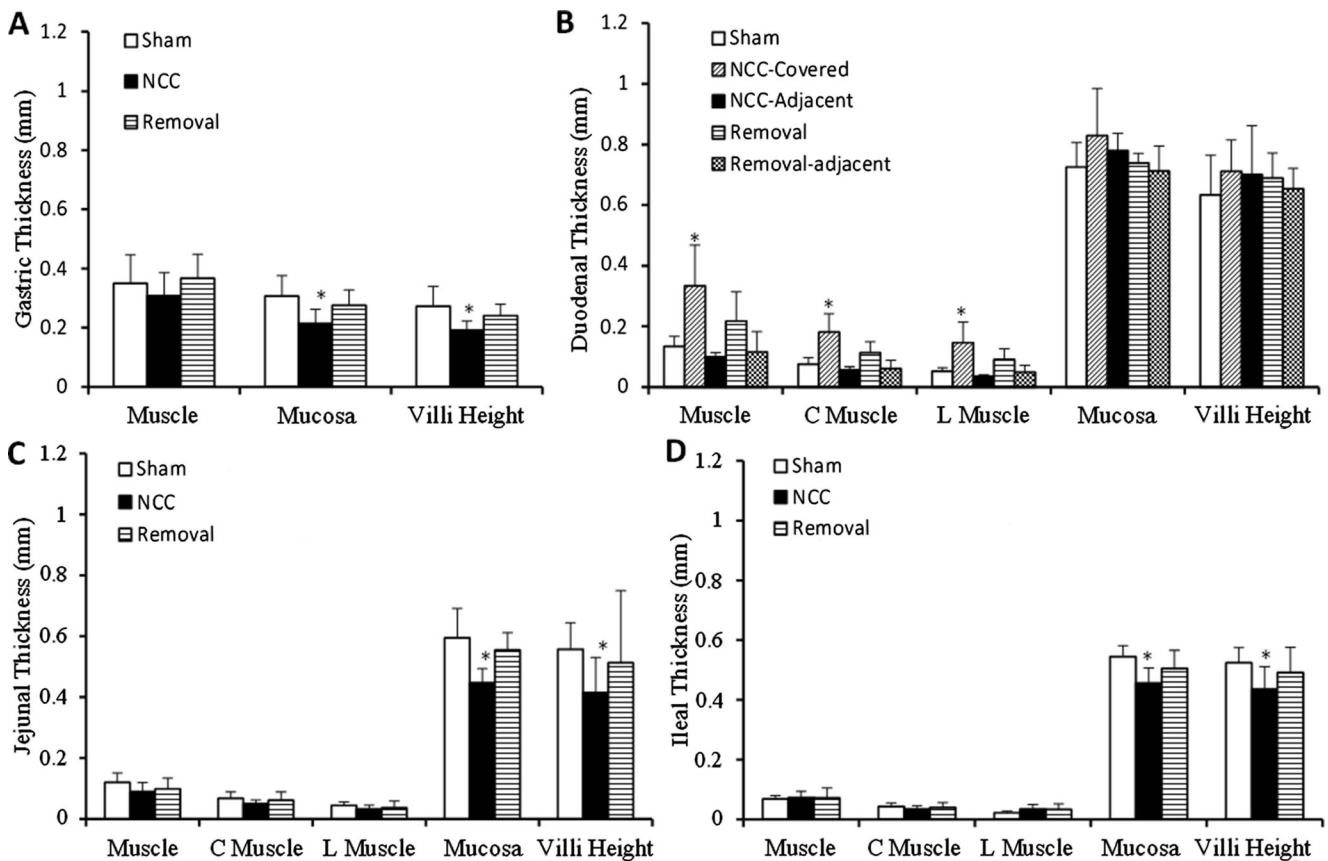 A
Gastric Thickness (mm)
1.2
1
0.8
0.6
0.4
0.2
0
Sham
NCC
Removal
*
*
Muscle
Mucosa
Villi Height
B
Duodenal Thickness (mm)
1.2
1
0.8
0.6
0.4
0.2
0
Sham
NCC-Covered
NCC-Adjacent
Removal
Removal-adjacent
*
*
*
Muscle
C Muscle
L Muscle
Mucosa
Villi Height
C
Jejunal Thickness (mm)
1.2
1
0.8
0.6
0.4
0.2
0
Sham
NCC
Removal
*
*
Muscle
C Muscle
L Muscle
Mucosa
Villi Height
D
Ileal Thickness (mm)
1.2
1
0.8
0.6
0.4
0.2
0
Sham
NCC
Removal
*
*
Muscle
C Muscle
L Muscle
Mucosa
Villi Height